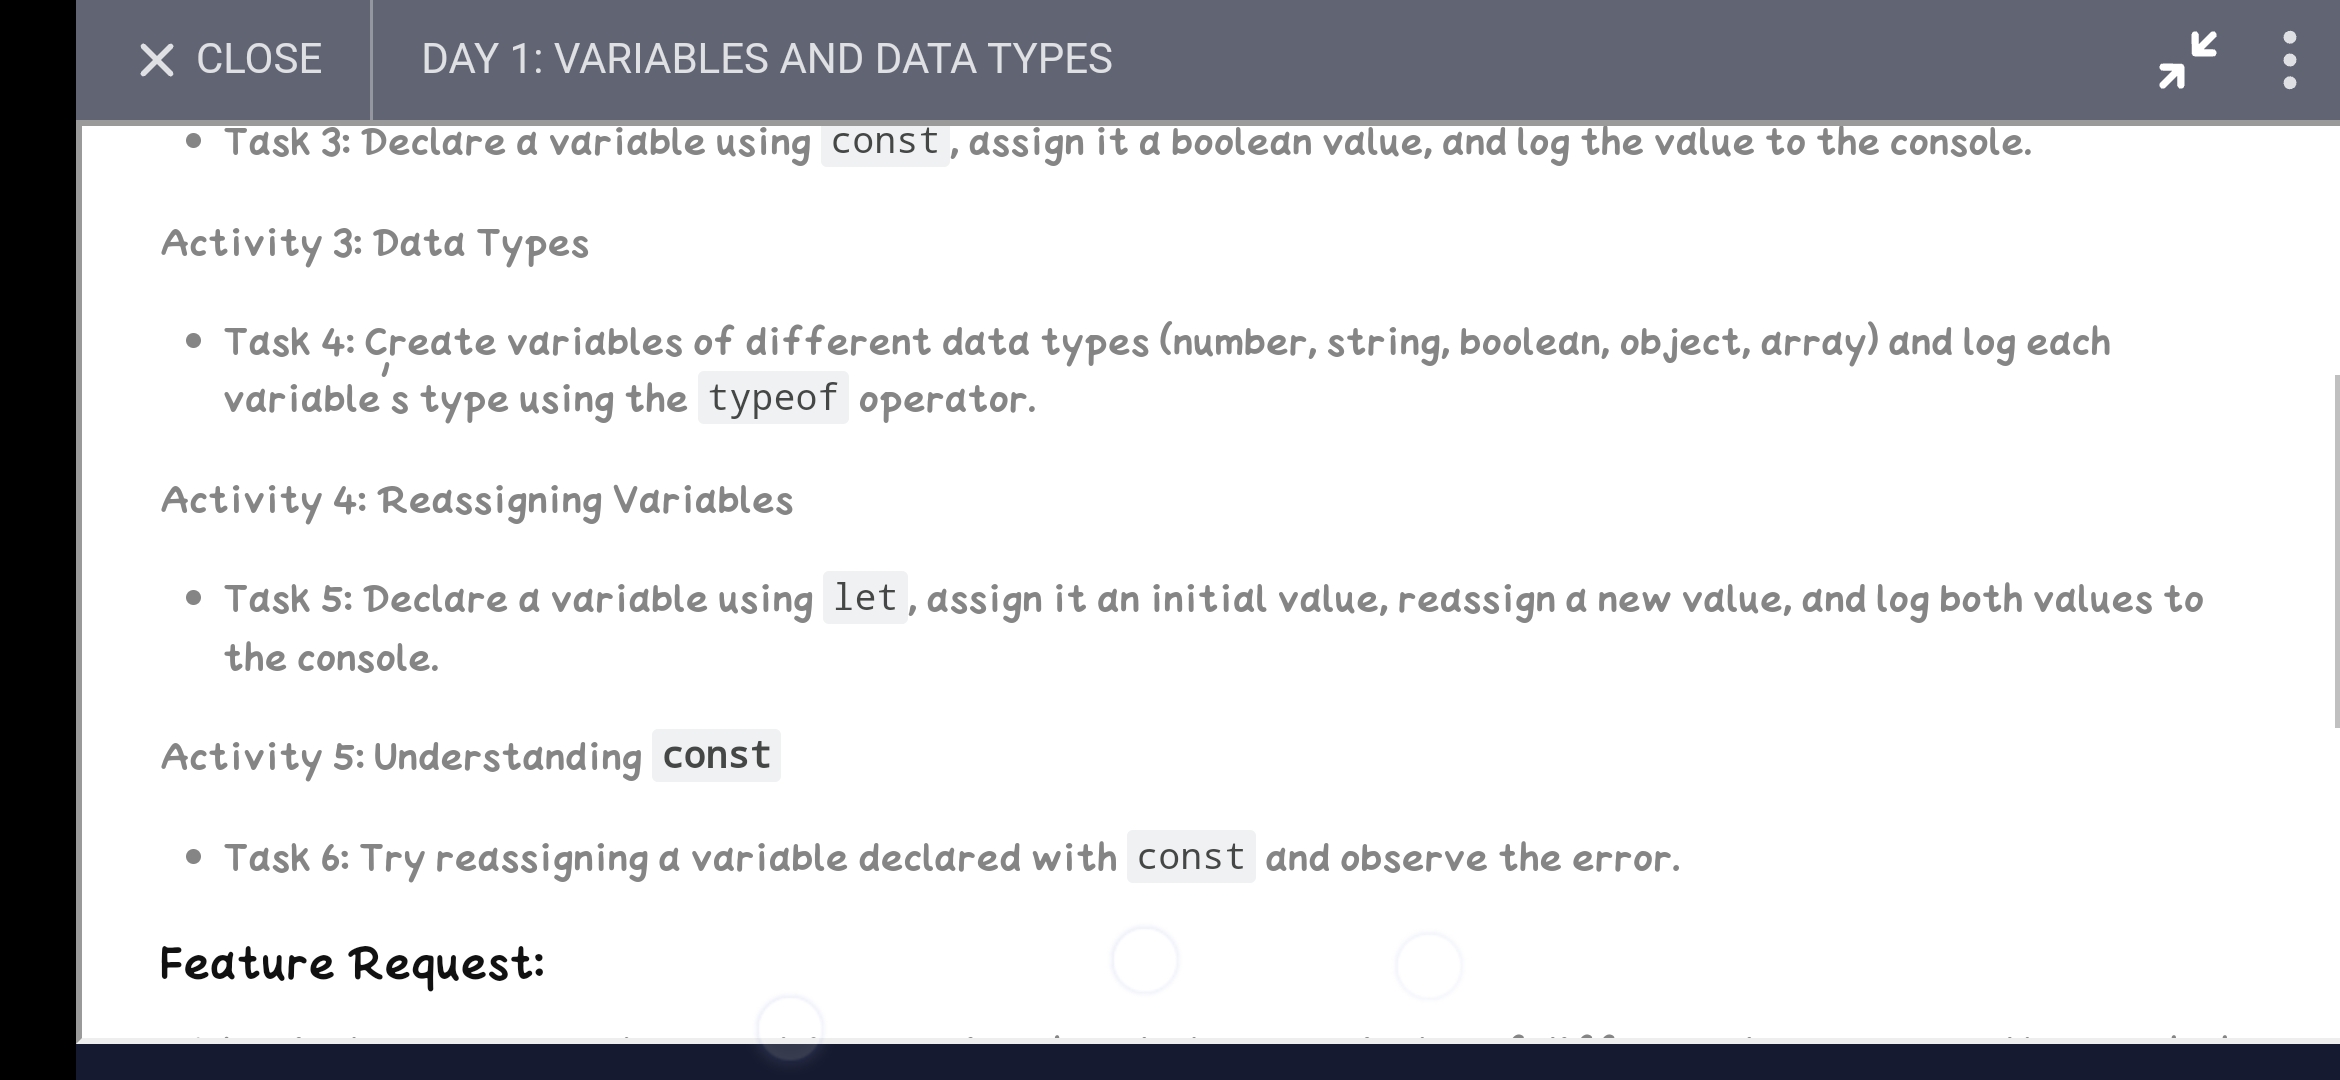 CLOSE
DAY 1: VARIABLES AND DATA TYPES
• Task 3: Declare a variable using const, assign it a boolean value, and log the value to the console.
Activity 3: Data Types
• Task 4: Create variables of different data types (number, string, boolean, object, array) and log each
variable's type using the typeof operator.
Activity 4: Reassigning Variables
• Task 5: Declare a variable using let, assign it an initial value, reassign a new value, and log both values to
the console.
Activity 5: Understanding const
• Task 6: Try reassigning a variable declared with const and observe the error.
Feature Request: